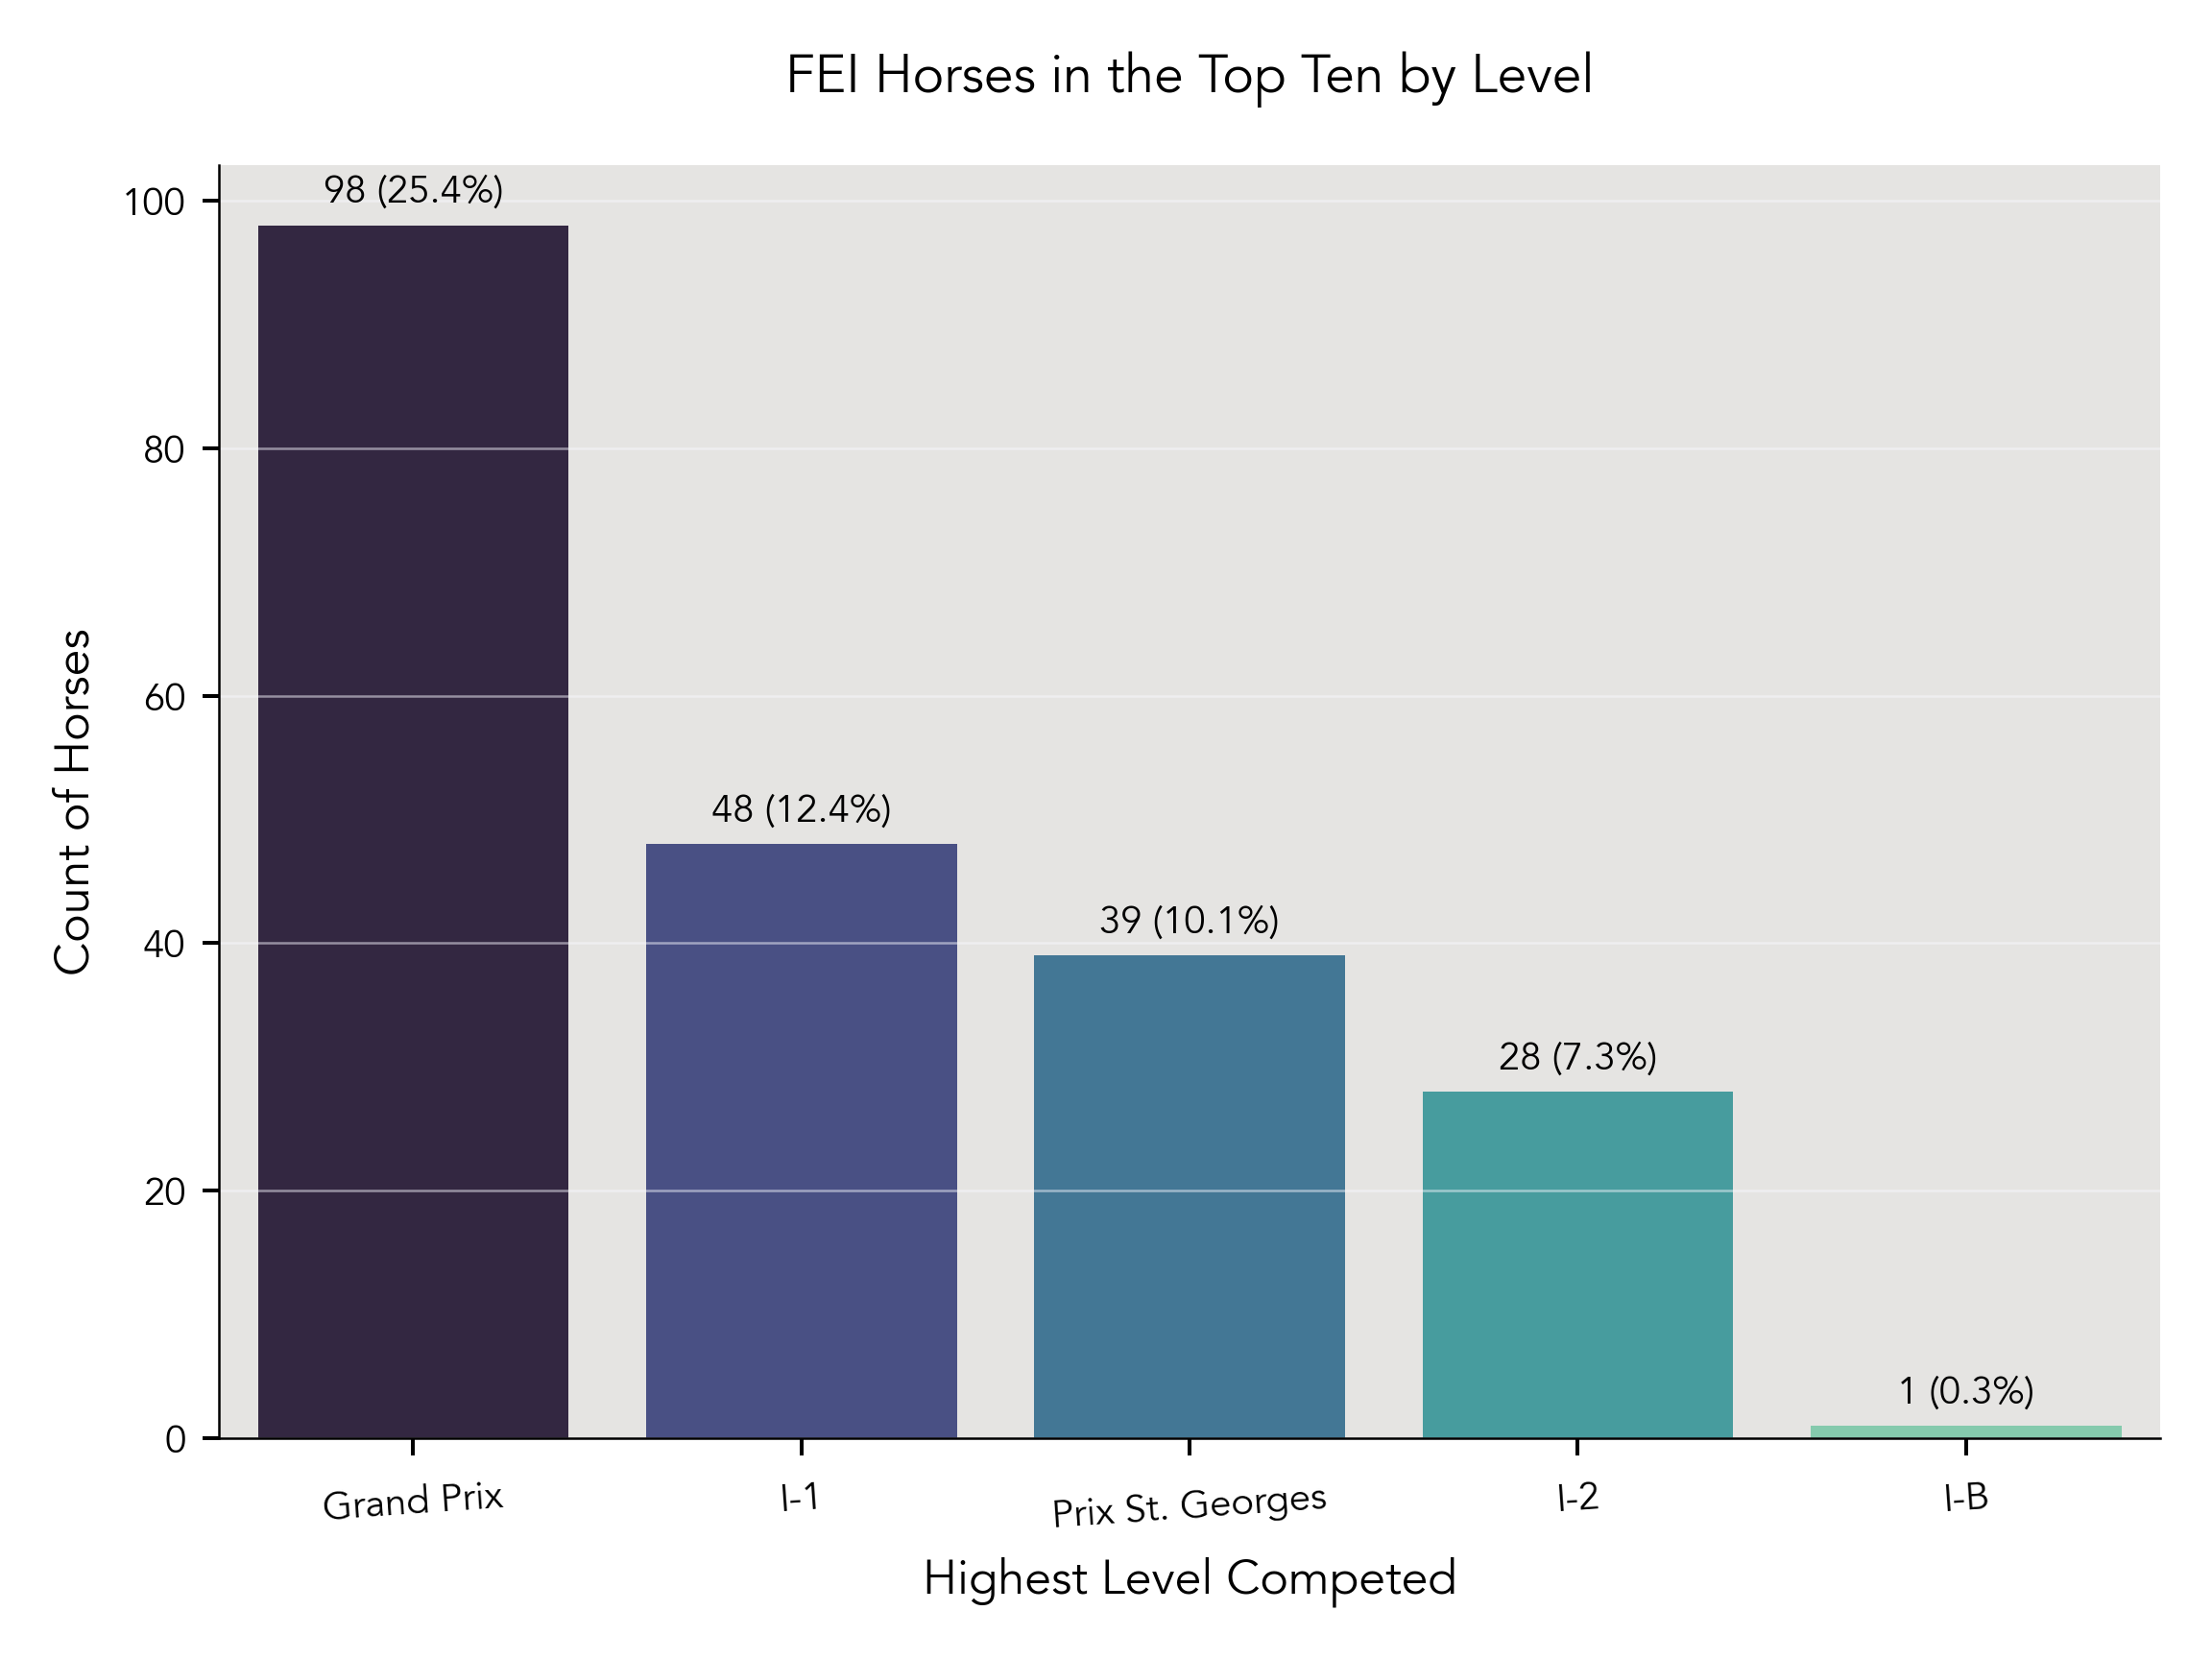 FEI Horses in the Top Ten by Level
Count of Horses
100
80
60
40
20
0
98 (25.4%)
48 (12.4%)
39 (10.1%)
28 (7.3%)
1 (0.3%)
Grand Prix
I-1
Prix St. Georges
I-2
I-B
Highest Level Competed